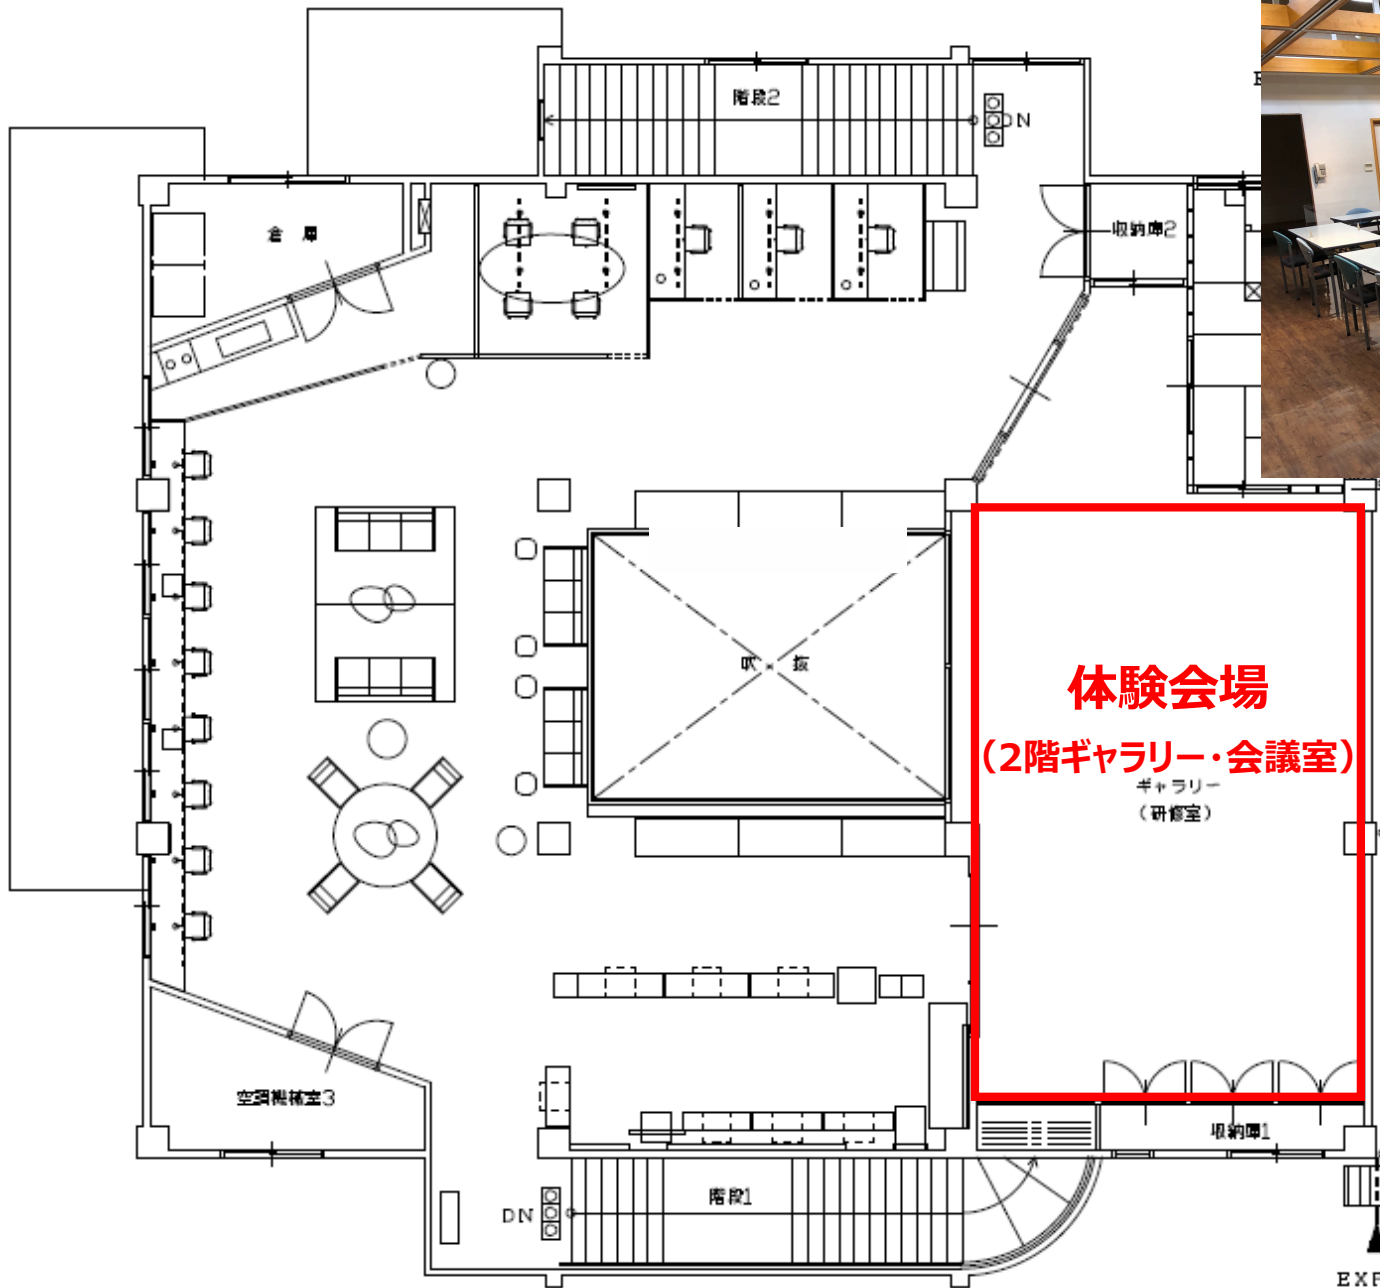 階段2
DN
倉庫
収納庫2
吹抜
体験会場
(2階ギャラリー・会議室)
ギャラリー
(研修室)
空調機械室3
収納庫1
階段1
DN